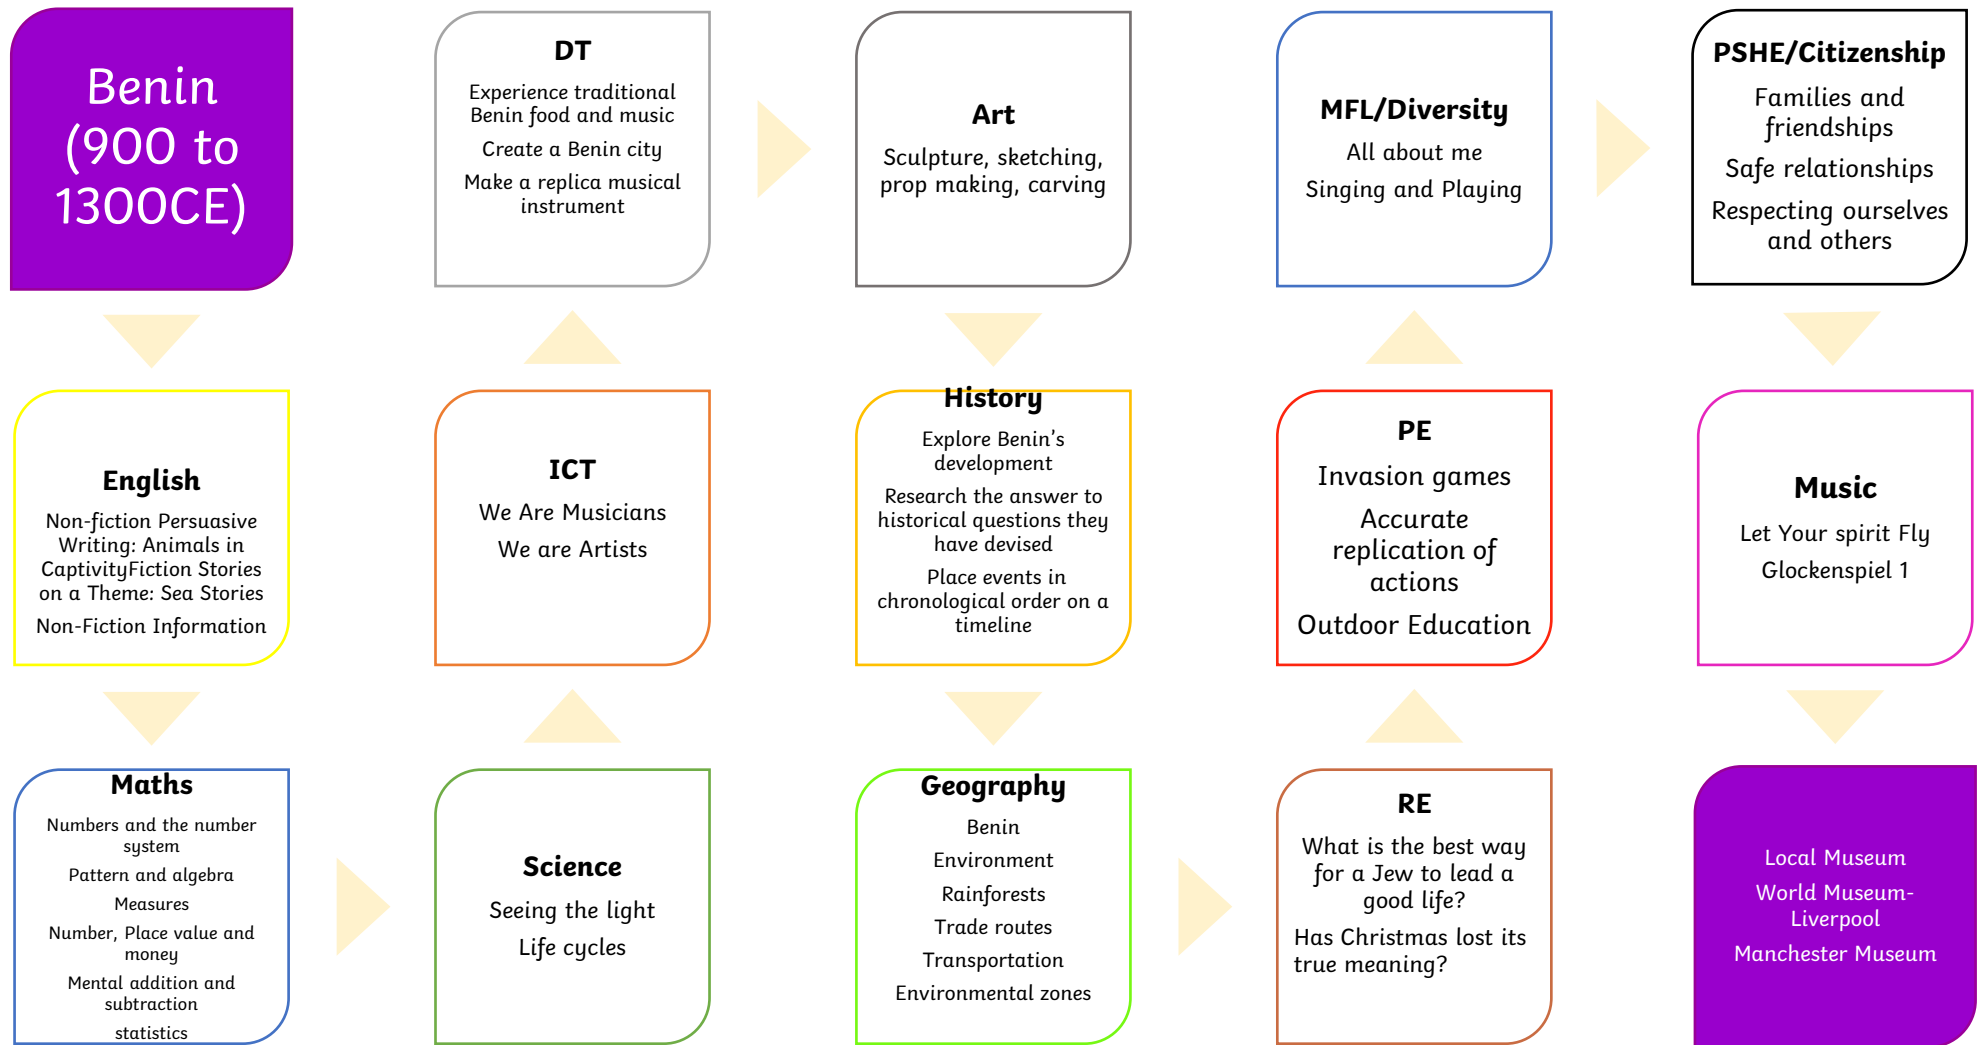 Benin
(900 to
1300CE)
English
Non-fiction Persuasive
Writing: Animals in
CaptivityFiction Stories
on a Theme: Sea Stories
Non-Fiction Information
Maths
Numbers and the number
system
Pattern and algebra
Measures
Number, Place value and
money
Mental addition and
subtraction
statistics
Science
Seeing the light
Life cycles
ICT
We Are Musicians
We are Artists
DT
Experience traditional
Benin food and music
Create a Benin city
Make a replica musical
instrument
Art
Sculpture, sketching,
prop making, carving
History
Explore Benin’s
development
Research the answer to
historical questions they
have devised
Place events in
chronological order on a
timeline
Geography
Benin
Environment
Rainforests
Trade routes
Transportation
Environmental zones
RE
What is the best way
for a Jew to lead a
good life?
Has Christmas lost its
true meaning?
PE
Invasion games
Accurate
replication of
actions
Outdoor Education
MFL/Diversity
All about me
Singing and Playing
PSHE/Citizenship
Families and
friendships
Safe relationships
Respecting ourselves
and others
Music
Let Your spirit Fly
Glockenspiel 1
Local Museum
World Museum-
Liverpool
Manchester Museum